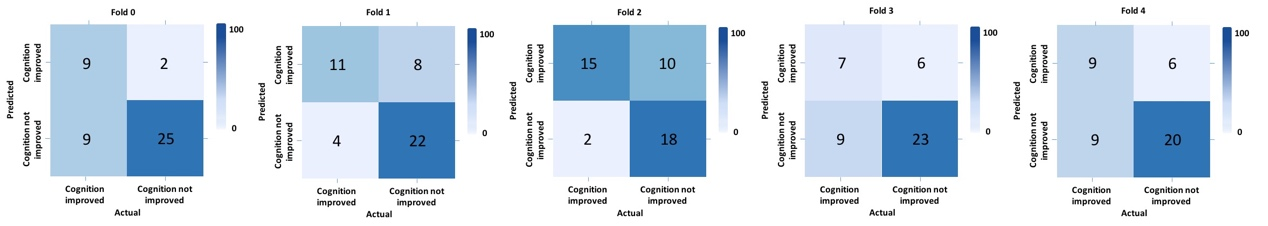 Fold 0
Predicted
Cognition
improved
Cognition not
improved
9
2
9
25
Cognition
improved
Cognition not
improved
Actual
100
0
Fold 1
Predicted
Cognition
improved
Cognition not
improved
11
8
4
22
Cognition
improved
Cognition not
improved
Actual
100
0
Fold 2
Predicted
Cognition
improved
Cognition not
improved
15
10
2
18
Cognition
improved
Cognition not
improved
Actual
100
0
Fold 3
Predicted
Cognition
improved
Cognition not
improved
7
6
9
23
Cognition
improved
Cognition not
improved
Actual
100
0
Fold 4
Predicted
Cognition
improved
Cognition not
improved
9
6
9
20
Cognition
improved
Cognition not
improved
Actual
100
0